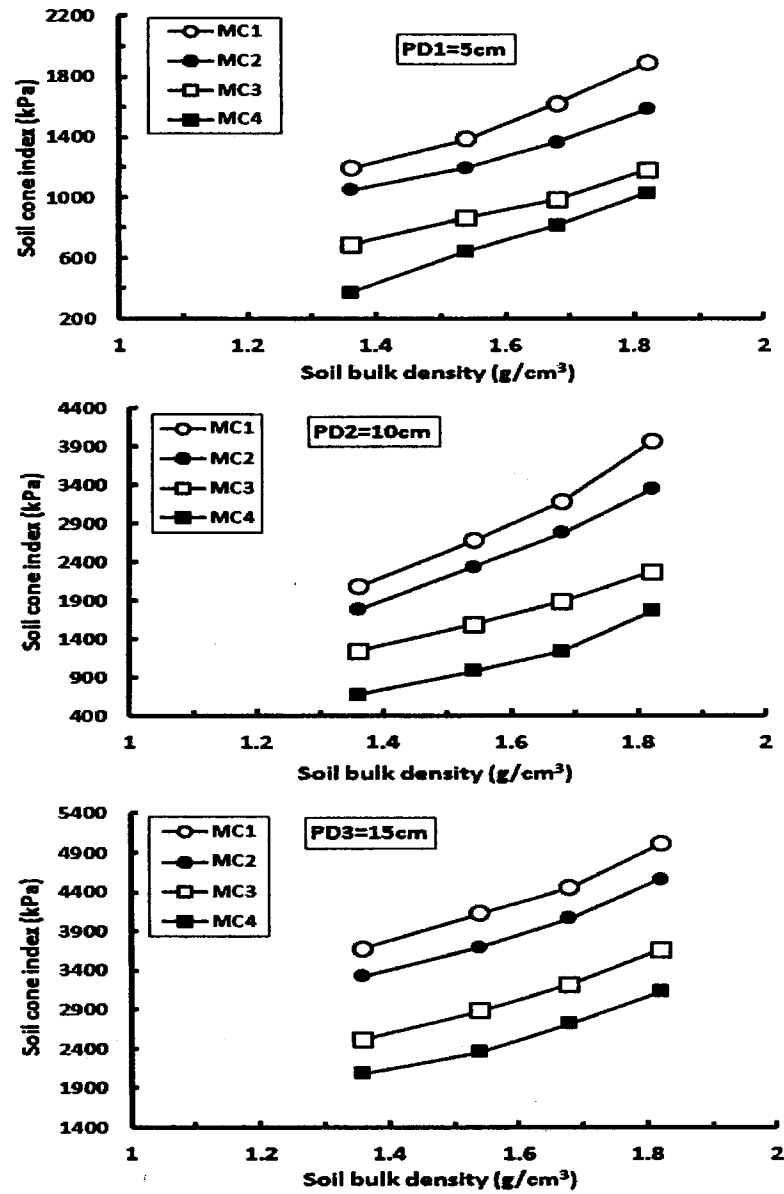 2200
1800
1400
1000
600
200
Soil cone index (kPa)
MC1
MC2
MC3
MC4
PD1=5cm
1 1.2 1.4 1.6 1.8 2
Soil bulk density (g/cm³)
4400
3900
3400
2900
2400
1900
1400
900
400
Soil cone index (kPa)
MC1
MC2
MC3
MC4
PD2=10cm
1 1.2 1.4 1.6 1.8 2
Soil bulk density (g/cm³)
5400
4900
4400
3900
3400
2900
2400
1900
1400
Soil cone index (kPa)
MC1
MC2
MC3
MC4
PD3=15cm
1 1.2 1.4 1.6 1.8 2
Soil bulk density (g/cm³)